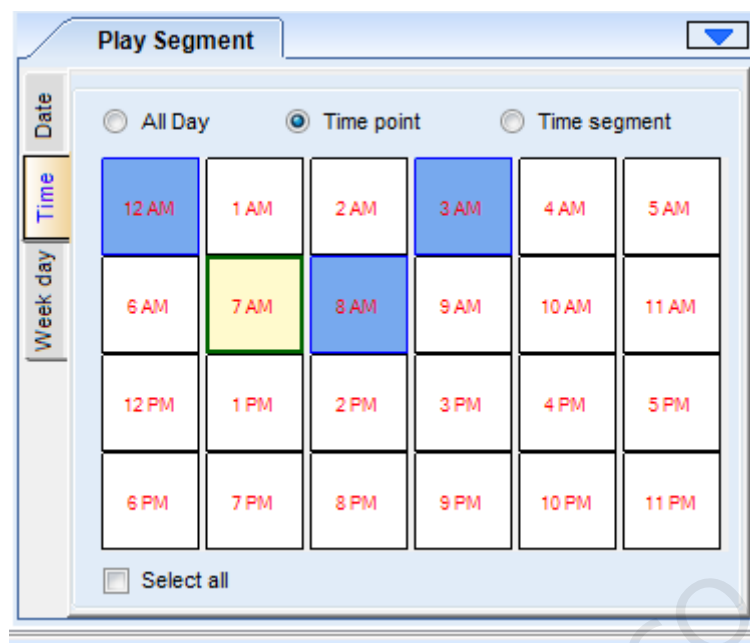 Play Segment
Date
Time
Week day
All Day Time point Time segment
12 AM 1 AM 2 AM 3 AM 4 AM 5 AM
6 AM 7 AM 8 AM 9 AM 10 AM 11 AM
12 PM 1 PM 2 PM 3 PM 4 PM 5 PM
6 PM 7 PM 8 PM 9 PM 10 PM 11 PM
Select all